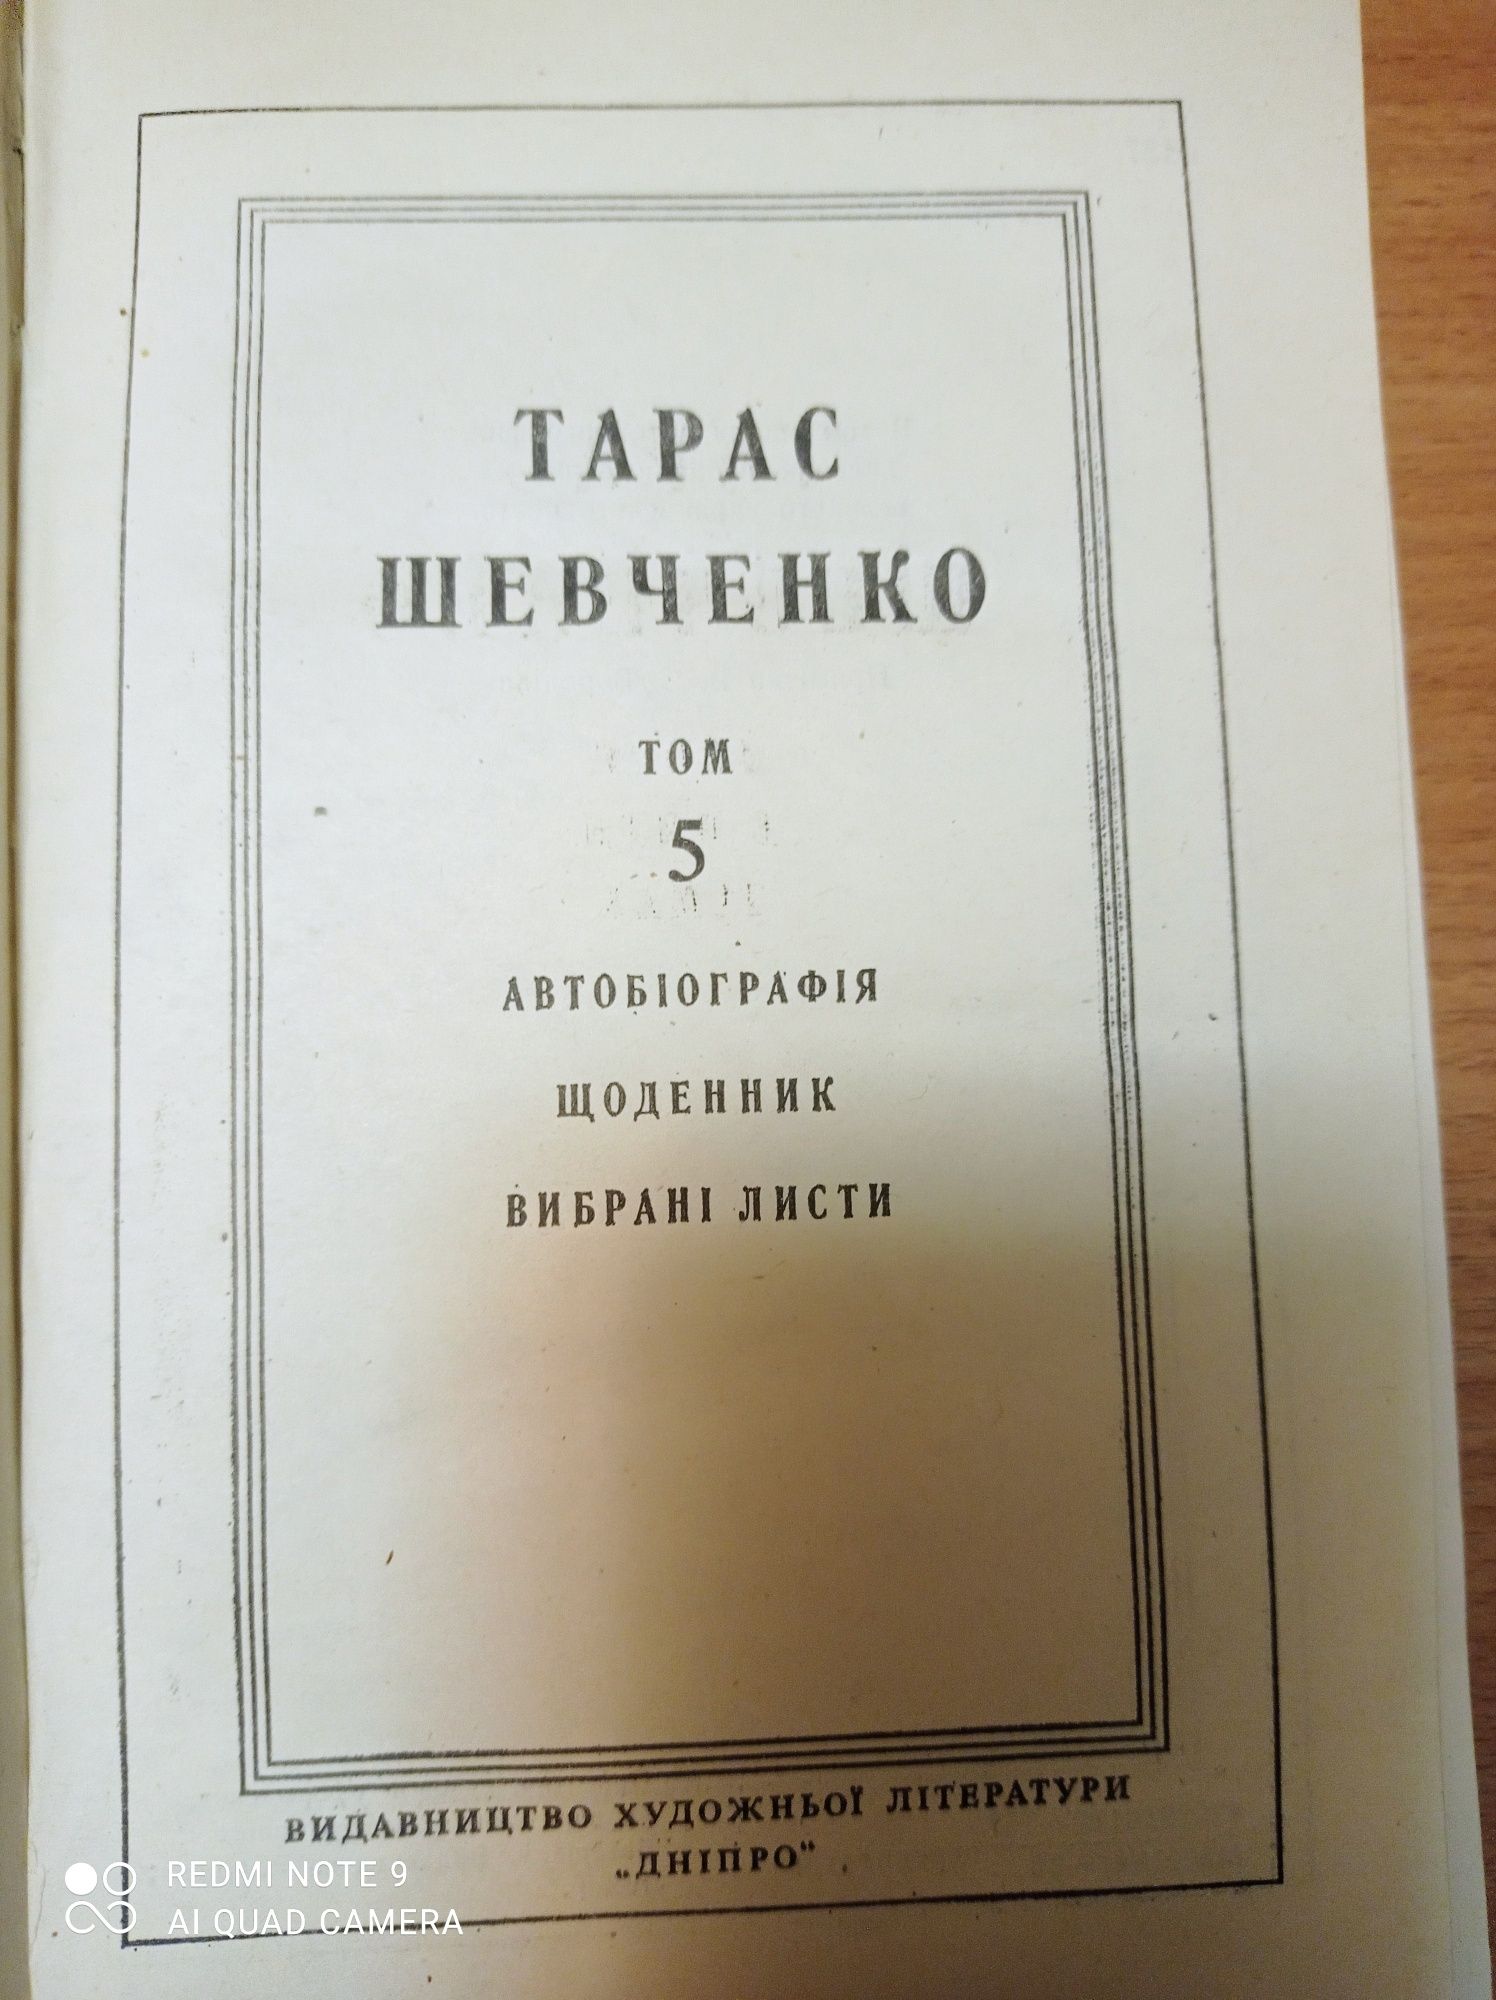 ТАРАС
ШЕВЧЕНКО
ТОМ
5
АВТОБІОГРАФІЯ
ЩОДЕННИК
ВИБРАНІ ЛИСТИ
ВИДАВНИЦТВО ХУДОЖНЬОЇ ЛІТЕРАТУРИ
„ДНІПРО“
REDMI NOTE 9
AI QUAD CAMERA